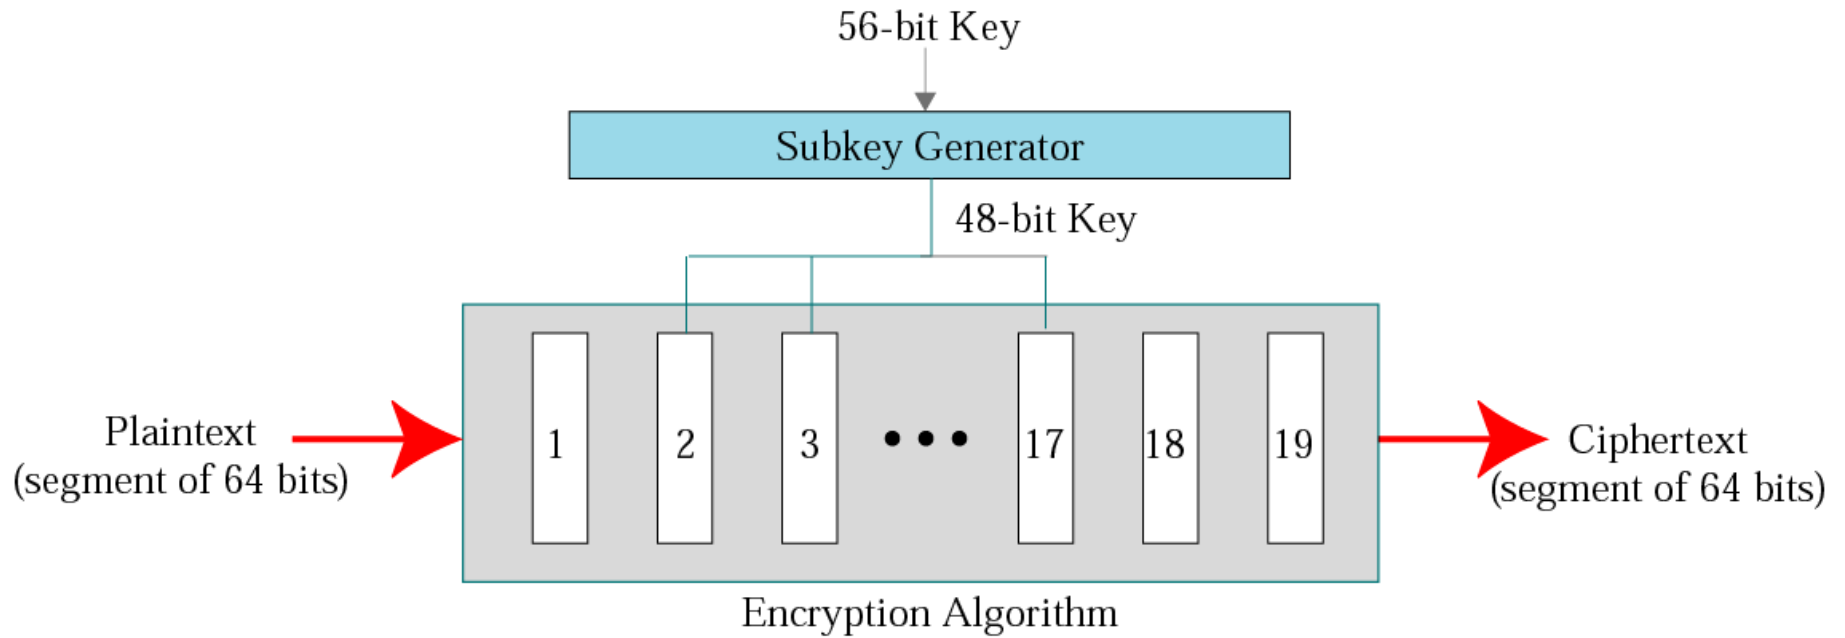 56-bit Key
Subkey Generator
48-bit Key
1 2 3 ••• 17 18 19
Plaintext
(segment of 64 bits)
Ciphertext
(segment of 64 bits)
Encryption Algorithm